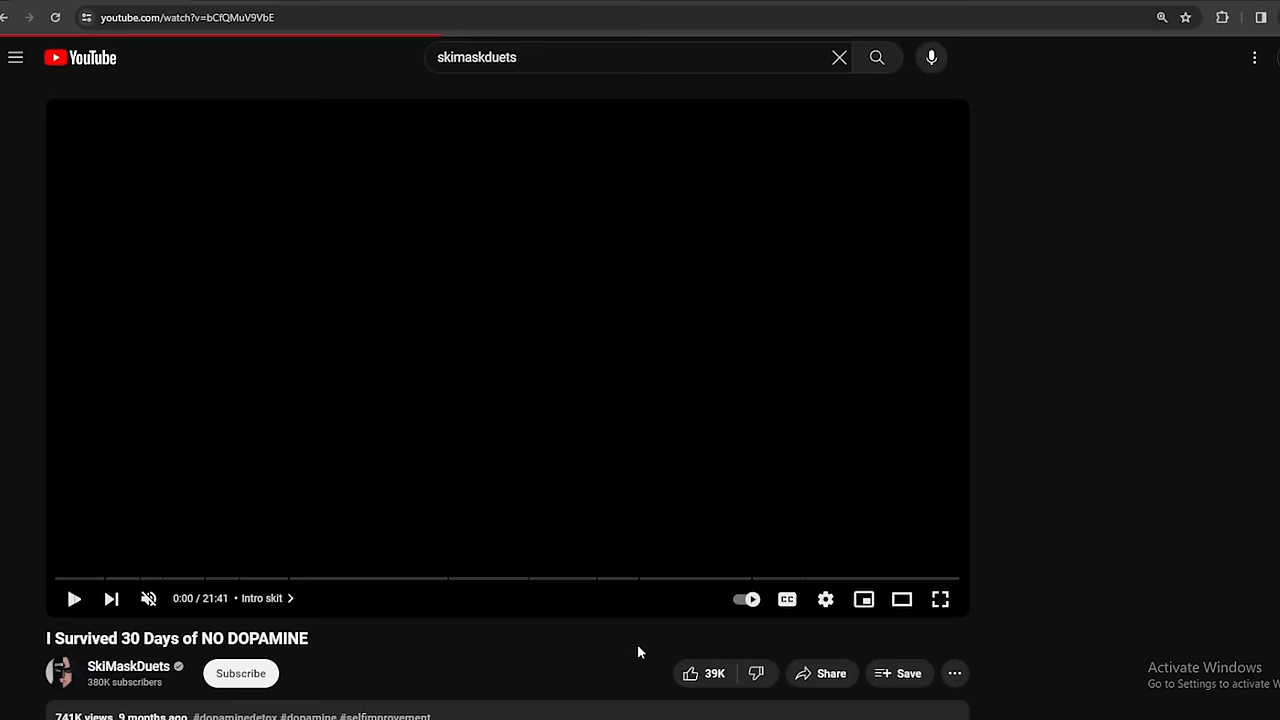 youtube.com/watch?v=bCfQMuV9VbE
YouTube
skimaskduets
0:00 / 21:41 • Intro skit
CC
I Survived 30 Days of NO DOPAMINE
SkiMaskDuets
380K subscribers
Subscribe
39K
Share
Save
Activate Windows
Go to Settings to activate W
741K views 9 months ago #dopaminedetox #dopamine #selfimprovement